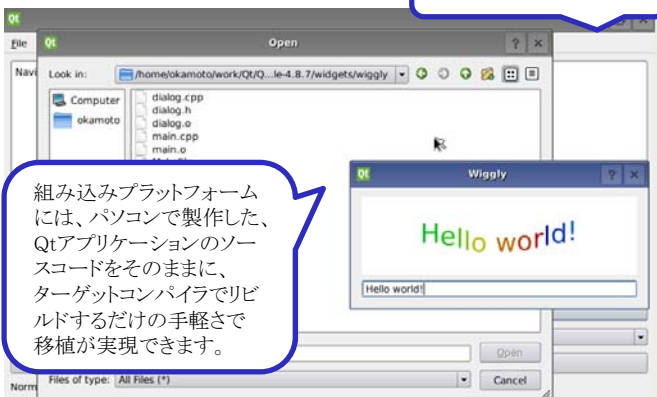 Qt
File
Qt Open ? ×
Navi
Look in: /home/okamoto/work/Qt/Q...le-4.8.7/widgets/wiggly
Computer
okamoto
dialog.cpp
dialog.h
dialog.o
main.cpp
main.o
Qt Wiggly ? ×
Hello world!
Hello world!
組み込みプラットフォーム
には、パソコンで製作した、
Qtアプリケーションのソー
スコードをそのままに、
ターゲットコンパイラでリビ
ルドするだけの手軽さで
移植が実現できます。
Open
Files of type: All Files (*)
Cancel
Norm